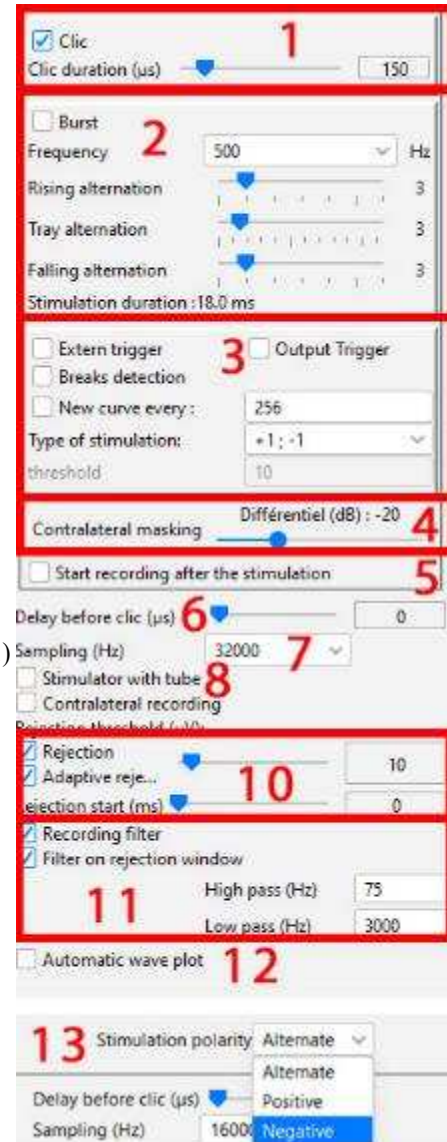 1
Clic
Clic duration (µs) 150
Burst
2
Frequency 500 Hz
Rising alternation 3
Tray alternation 3
Falling alternation 3
Stimulation duration :18.0 ms
Extern trigger 3 Output Trigger
Breaks detection
New curve every : 256
Type of stimulation: +1 ; -1
threshold 10
Différentiel (dB) : -20
Contralateral masking 4
Start recording after the stimulation 5
Delay before clic (µs) 6 0
) Sampling (Hz) 32000 7
Stimulator with tube 8
Contralateral recording
Rejection threshold (µV):
Rejection
Adaptive reje... 10 10
ejection start (ms) 0
Recording filter
Filter on rejection window
11 High pass (Hz) 75
Low pass (Hz) 3000
Automatic wave plot 12
13 Stimulation polarity Alternate
Alternate
Delay before clic (µs) Positive
Sampling (Hz) 1600 Negative